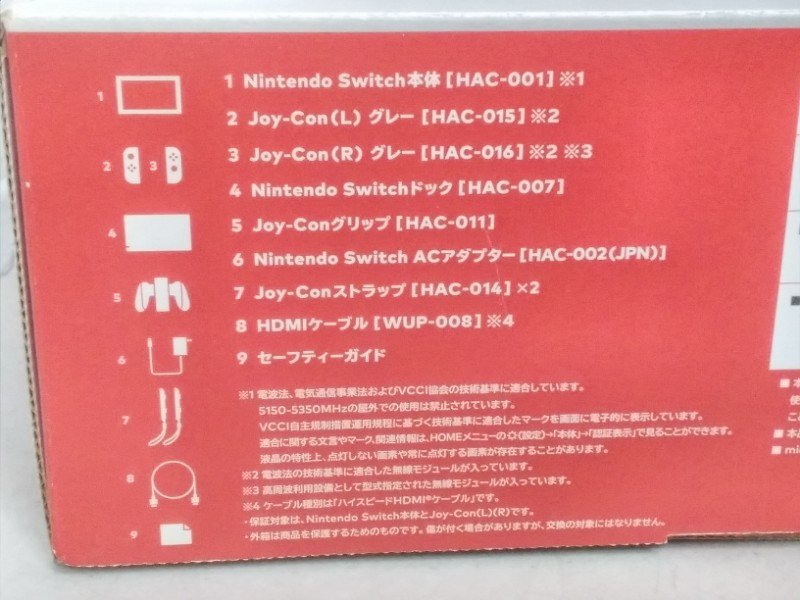 1 Nintendo Switch本体[HAC-001]※1
2 Joy-Con(L) グレー[HAC-015]※2
3 Joy-Con(R) グレー[HAC-016]※2 ※3
4 Nintendo Switchドック[HAC-007]
5 Joy-Conグリップ[HAC-011]
6 Nintendo Switch ACアダプター[HAC-002(JPN)]
7 Joy-Conストラップ[HAC-014]×2
8 HDMIケーブル[WUP-008]※4
9 セーフティーガイド
1
2 3
4
5
6
7
8
9
※1 電波法、電気通信事業法およびVCCI協会の技術基準に適合しています。
5150-5350MHzの屋外での使用は禁止されています。
VCCI自主規制措置運用規程に基づく技術基準に適合したマークを画面に電子的に表示しています。
適合に関する文言やマーク、関連情報は、HOMEメニューの(設定)→「本体」→「認証表示」で見ることができます。
液晶の特性上、点灯しない画素や常に点灯する画素が存在することがあります。
※2 電波法の技術基準に適合した無線モジュールが入っています。
※3 高周波利用設備として型式指定された無線モジュールが入っています。
※4 ケーブル種別は「ハイスピードHDMI®ケーブル」です。
・保証対象は、Nintendo Switch本体とJoy-Con(L)(R)です。
・外箱は商品を保護するためのものです。傷が付く場合がありますが、交換の対象にはなりません。
■本
使
こ
■本
■mi